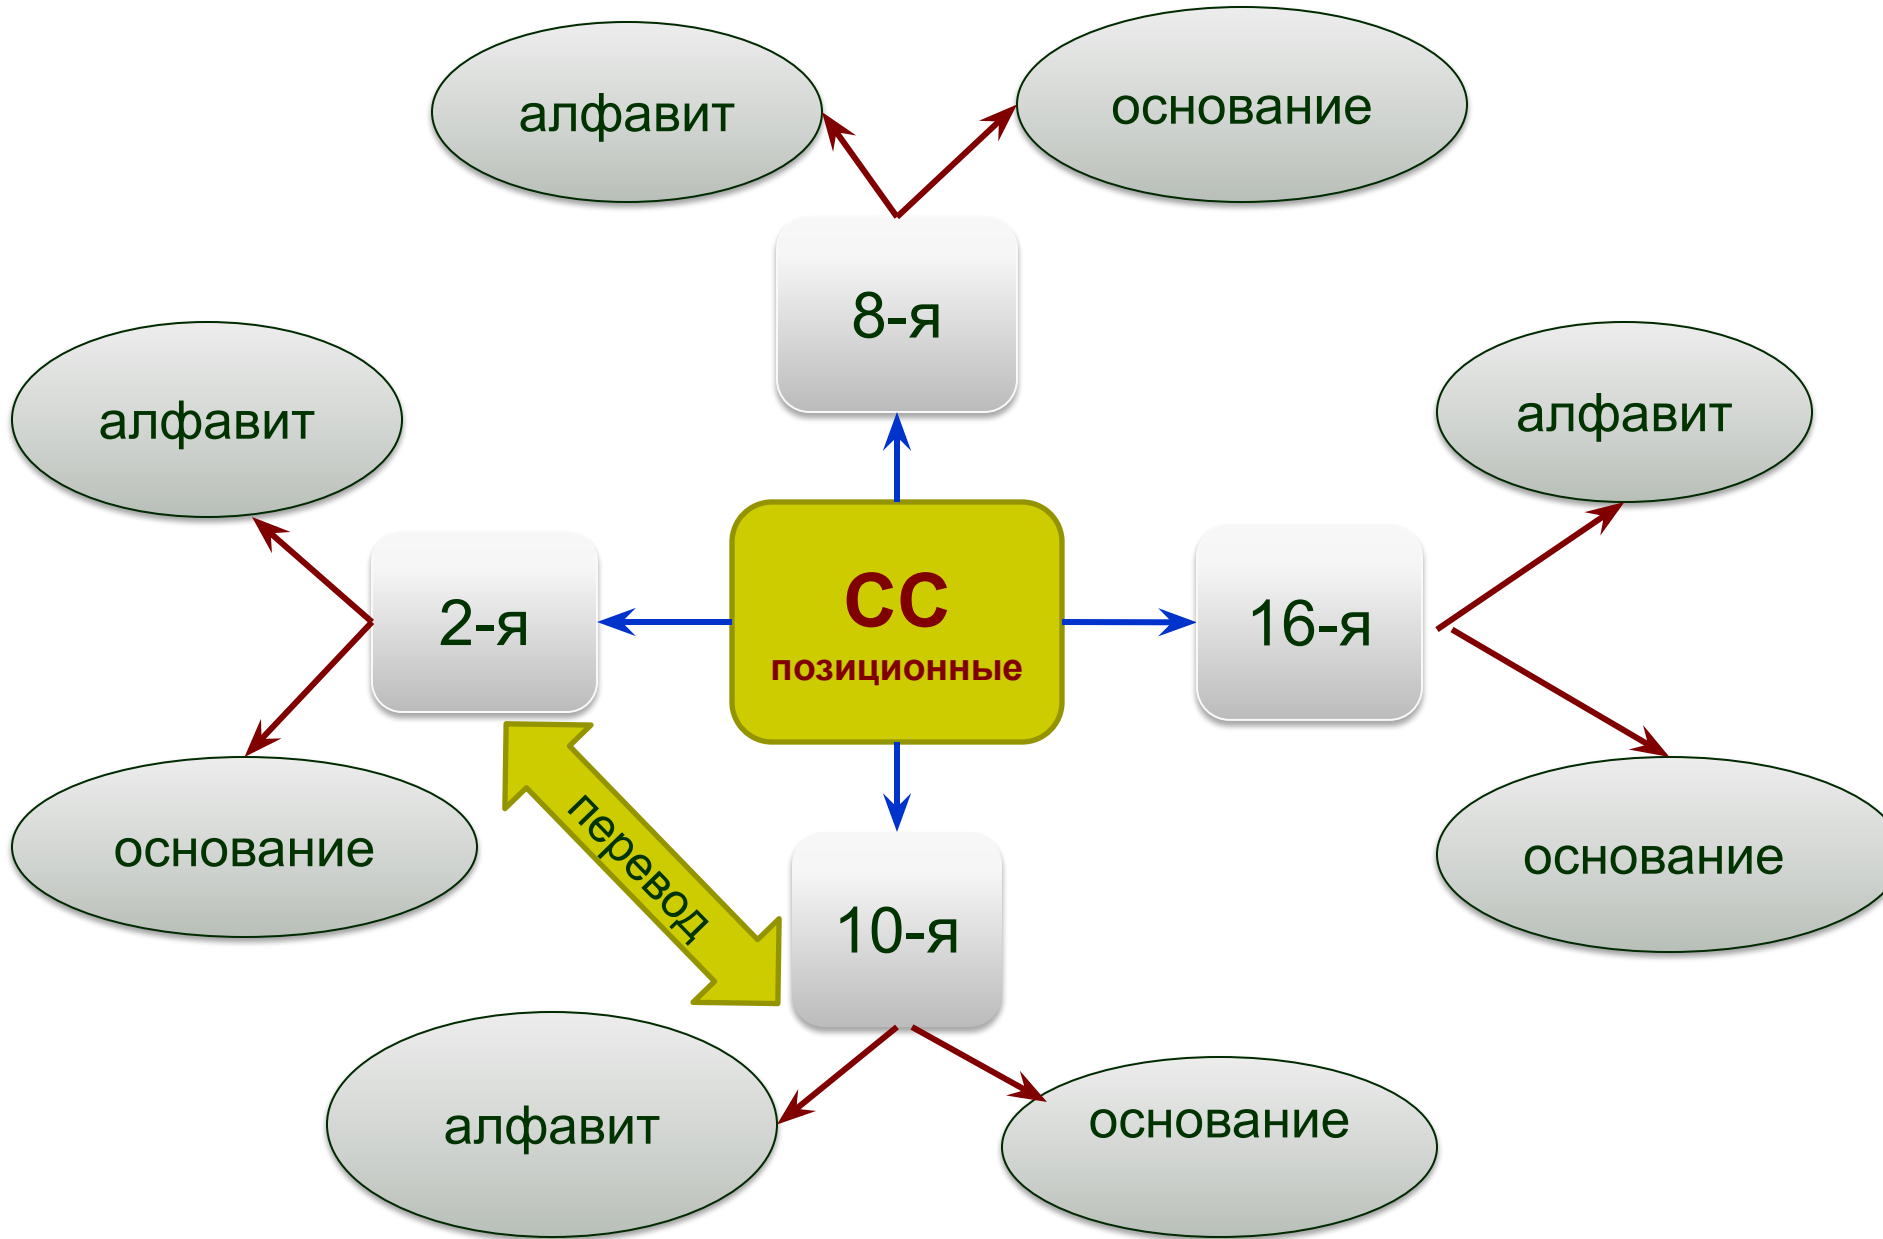 алфавит
основание
8-я
алфавит
алфавит
2-я
СС
позиционные
16-я
основание
перевод
основание
10-я
алфавит
основание